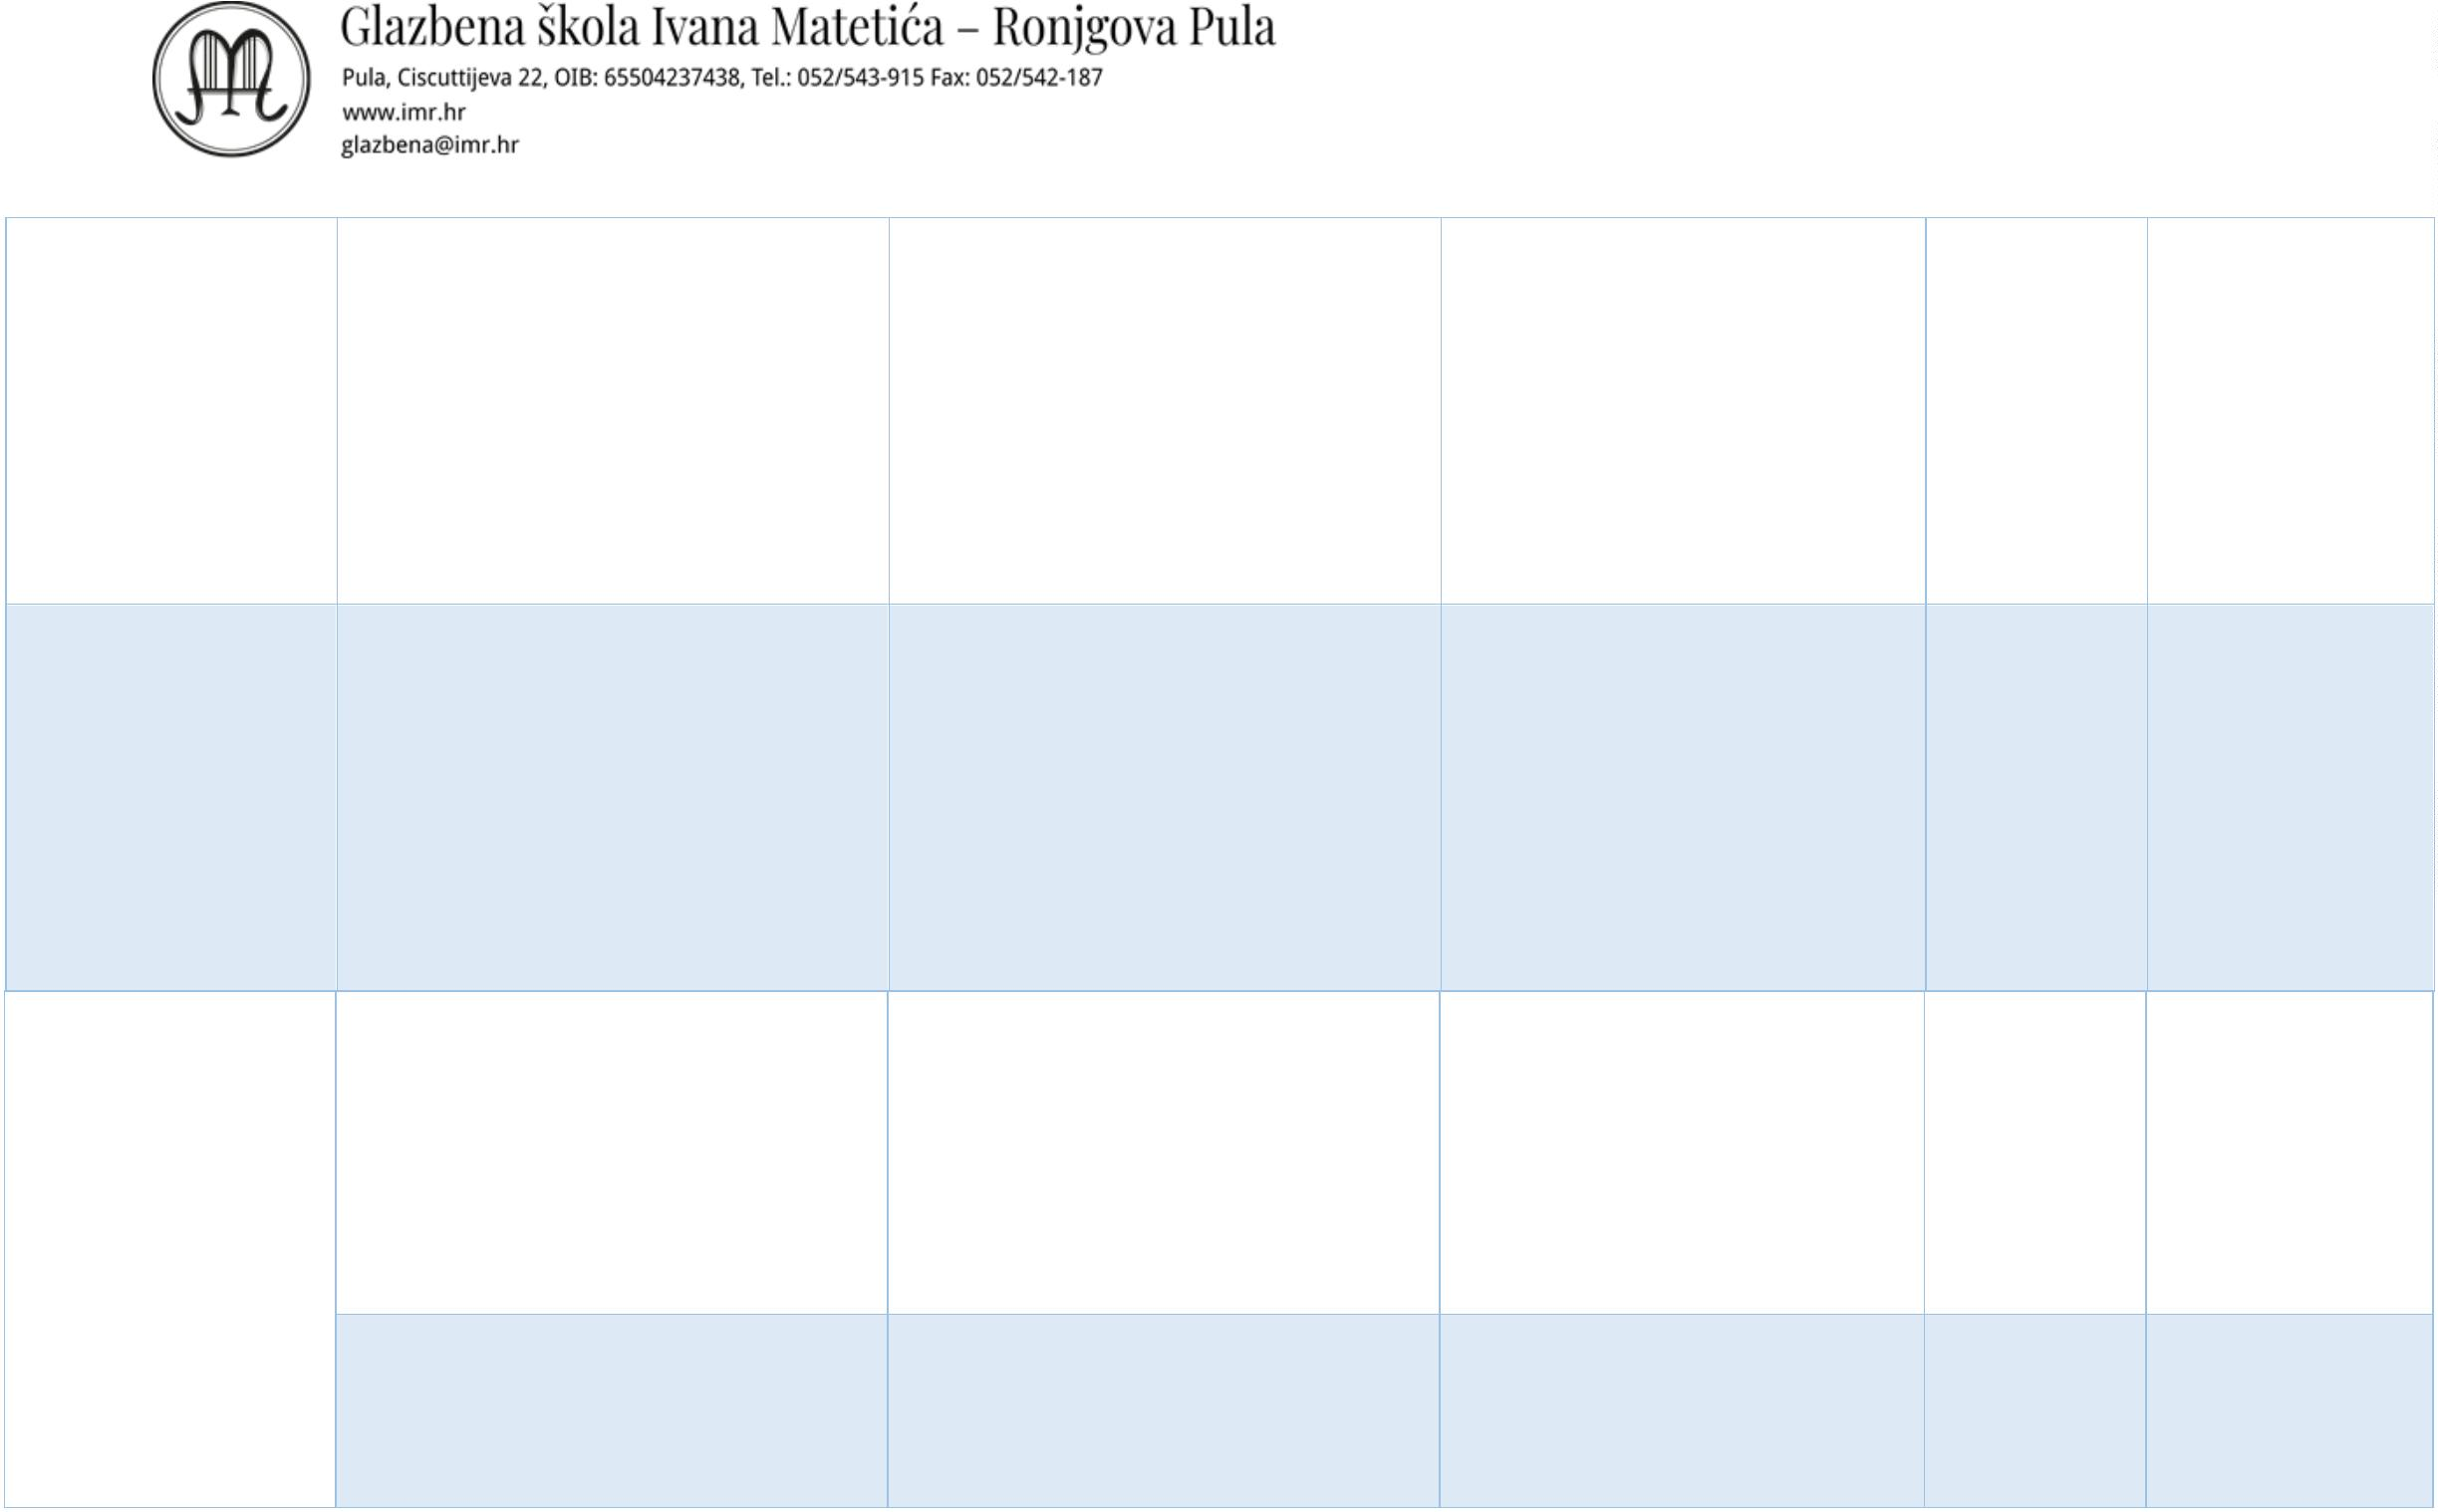 Glazbena škola Ivana Matetića – Ronjgova Pula
Pula, Ciscuttijeva 22, OIB: 65504237438, Tel.: 052/543-915 Fax: 052/542-187
www.imr.hr
glazbena@imr.hr